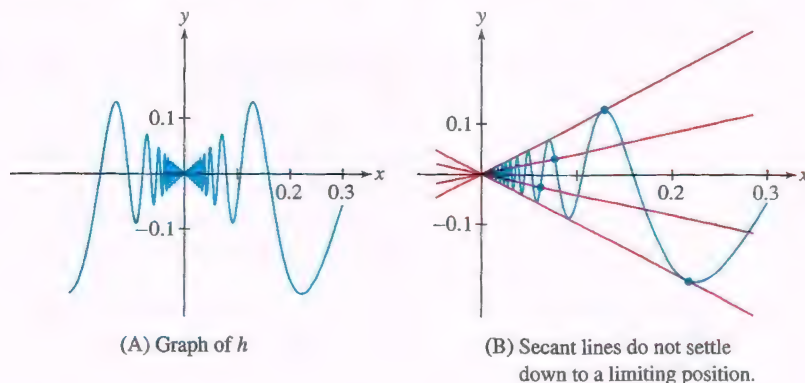 y
0.1
x
0.2
0.3
−0.1
(A) Graph of h
y
0.1
x
0.2
0.3
−0.1
(B) Secant lines do not settle
down to a limiting position.